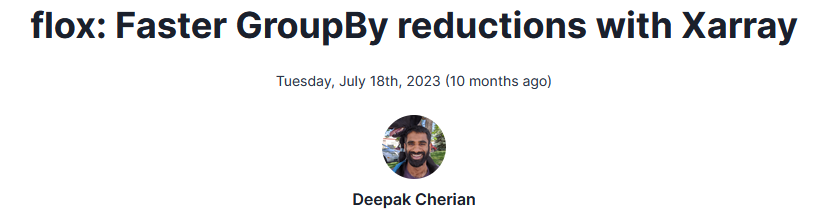 flox: Faster GroupBy reductions with Xarray
Tuesday, July 18th, 2023 (10 months ago)
Deepak Cherian